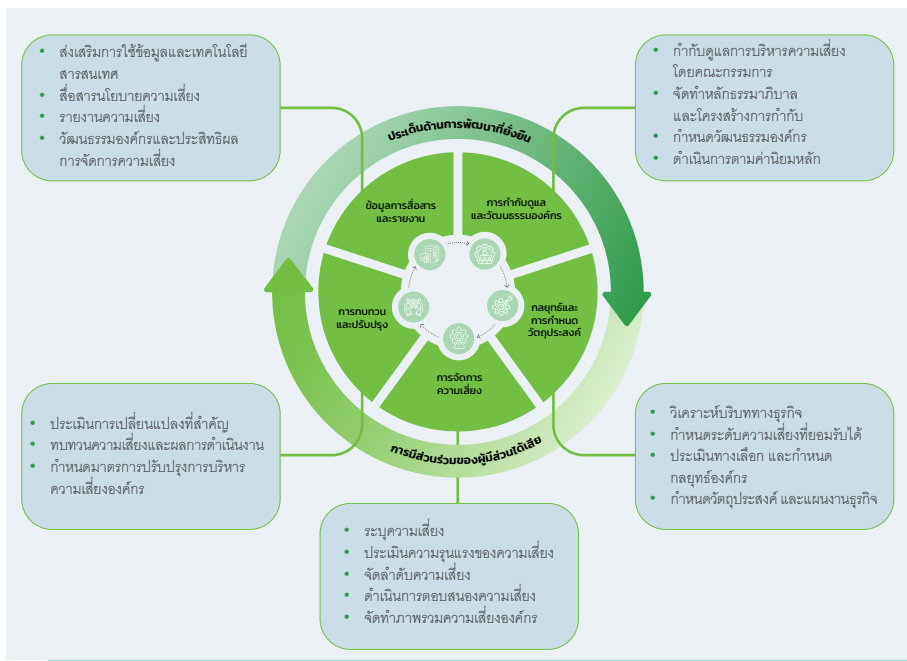 • ส่งเสริมการใช้ข้อมูลและเทคโนโลยี
สารสนเทศ
• สื่อสารนโยบายความเสี่ยง
• รายงานความเสี่ยง
• วัฒนธรรมองค์กรและประสิทธิผล
การจัดการความเสี่ยง
• กำกับดูแลการบริหารความเสี่ยง
โดยคณะกรรมการ
• จัดทำหลักธรรมาภิบาล
และโครงสร้างการกำกับ
• กำหนดวัฒนธรรมองค์กร
• ดำเนินการตามค่านิยมหลัก
ประเด็นด้านการพัฒนาที่ยั่งยืน
ข้อมูลการสื่อสาร
และรายงาน
การกำกับดูแล
และวัฒนธรรมองค์กร
การทบทวน
และปรับปรุง
กลยุทธ์และ
การกำหนด
วัตถุประสงค์
การจัดการ
ความเสี่ยง
การมีส่วนร่วมของผู้มีส่วนได้เสีย
• ประเมินการเปลี่ยนแปลงที่สำคัญ
• ทบทวนความเสี่ยงและผลการดำเนินงาน
• กำหนดมาตรการปรับปรุงการบริหาร
ความเสี่ยงองค์กร
• วิเคราะห์บริบททางธุรกิจ
• กำหนดระดับความเสี่ยงที่ยอมรับได้
• ประเมินทางเลือก และกำหนด
กลยุทธ์องค์กร
• กำหนดวัตถุประสงค์ และแผนงานธุรกิจ
• ระบุความเสี่ยง
• ประเมินความรุนแรงของความเสี่ยง
• จัดลำดับความเสี่ยง
• ดำเนินการตอบสนองความเสี่ยง
• จัดทำภาพรวมความเสี่ยงองค์กร